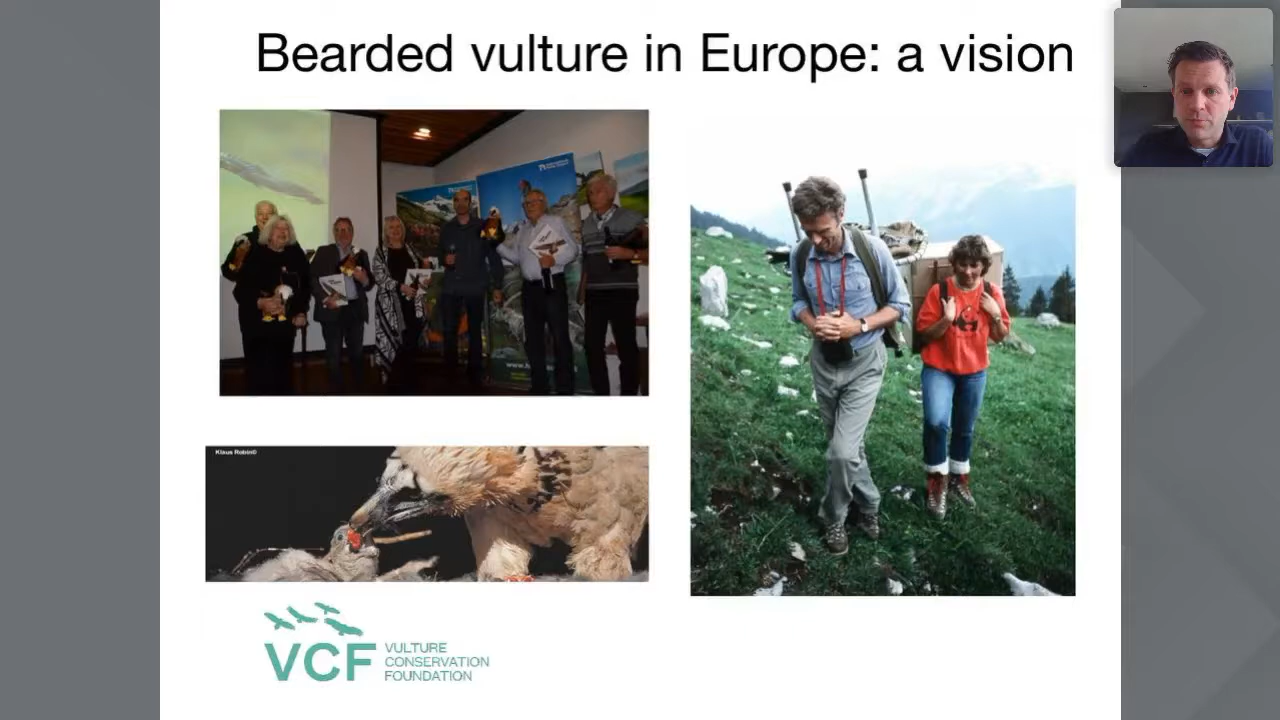 Bearded vulture in Europe: a vision
Klaus Robin©
VCF
VULTURE
CONSERVATION
FOUNDATION